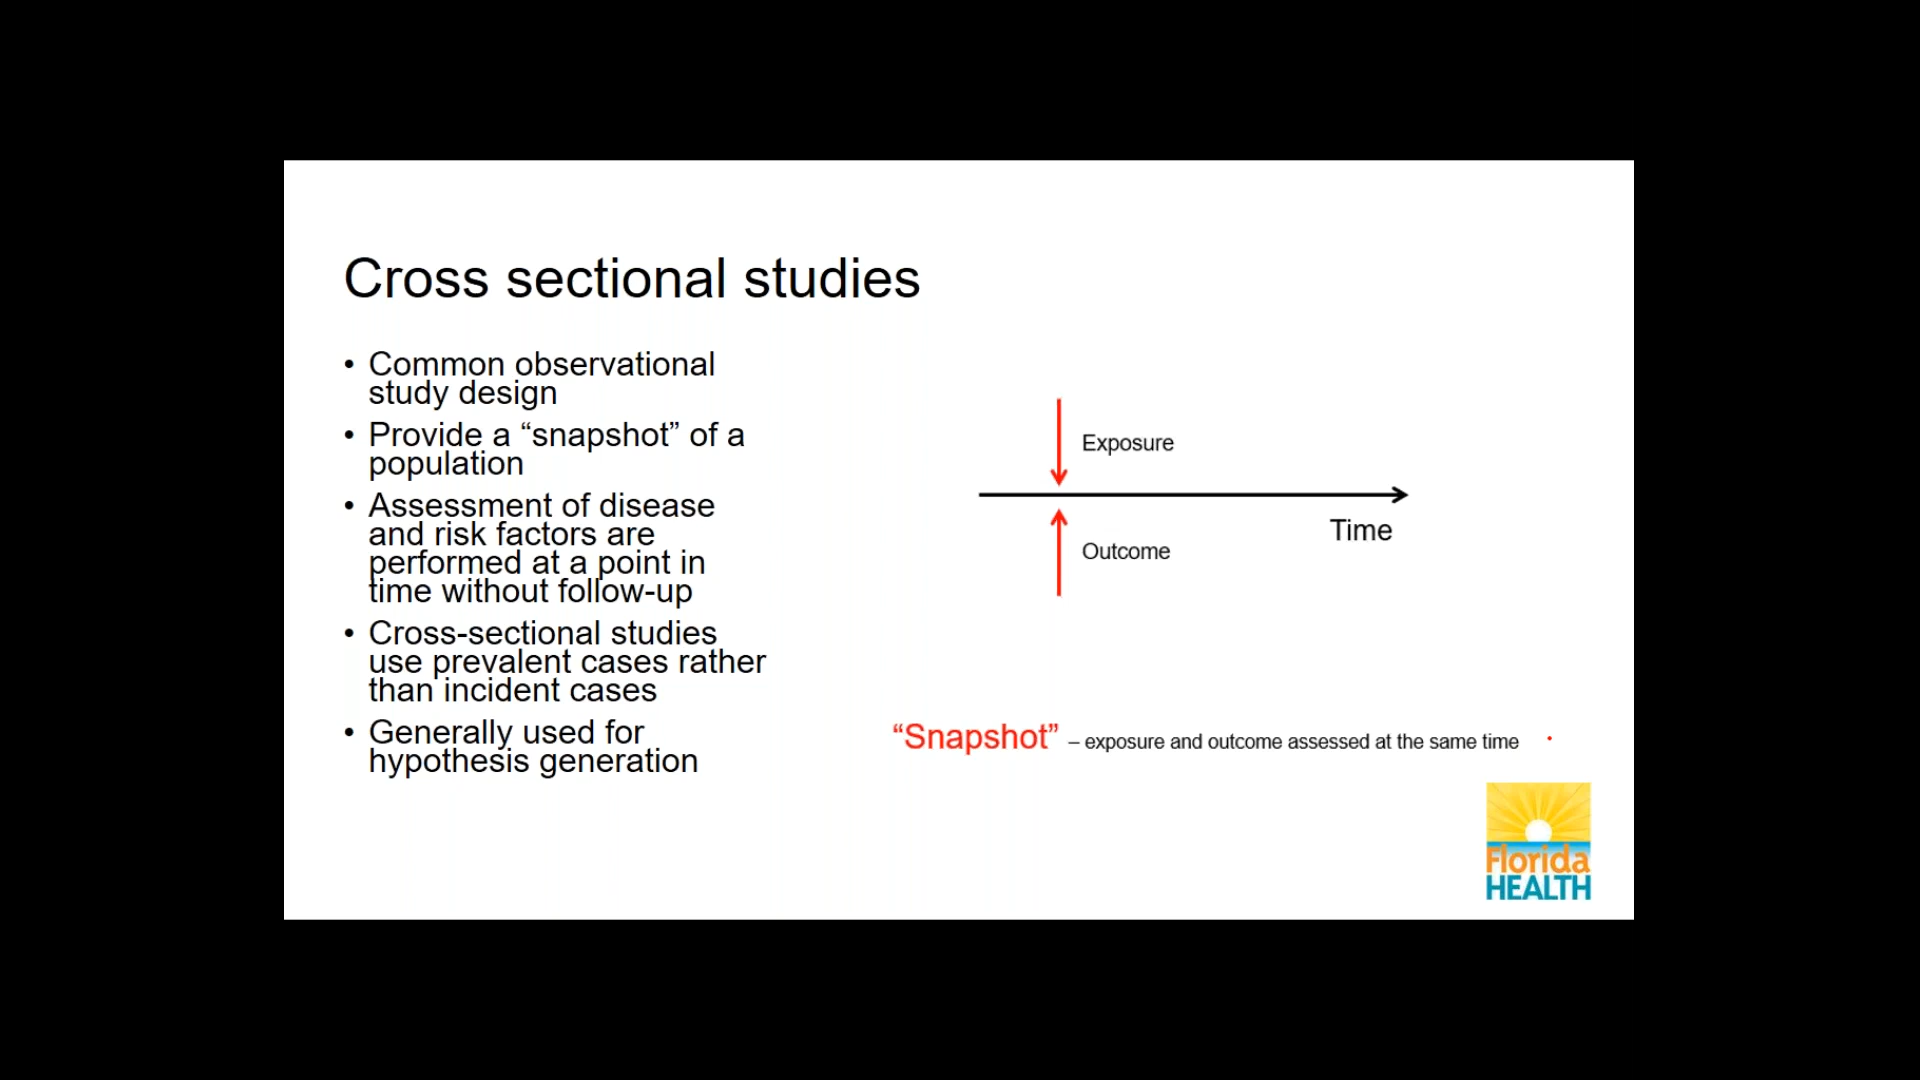 Cross sectional studies
• Common observational
study design
• Provide a “snapshot” of a
population
• Assessment of disease
and risk factors are
performed at a point in
time without follow-up
• Cross-sectional studies
use prevalent cases rather
than incident cases
• Generally used for
hypothesis generation
Exposure
Time
Outcome
“Snapshot” – exposure and outcome assessed at the same time
Florida
HEALTH